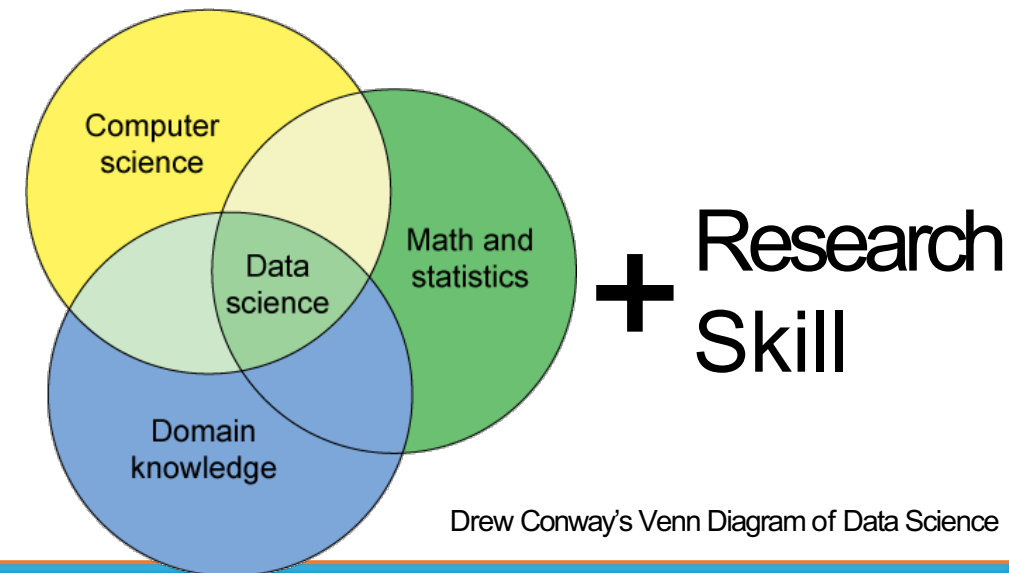 Computer
science
Math and
statistics
Data
science
Domain
knowledge
+ Research
Skill
Drew Conway's Venn Diagram of Data Science